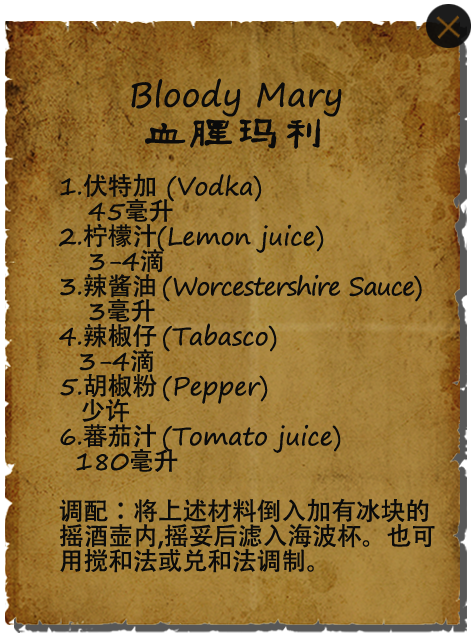 Bloody Mary
血腥玛利
1.伏特加 (Vodka)
45毫升
2.柠檬汁(Lemon juice)
3-4滴
3.辣酱油 (Worcestershire Sauce)
3毫升
4.辣椒仔 (Tabasco)
3-4滴
5.胡椒粉 (Pepper)
少许
6.蕃茄汁 (Tomato juice)
180毫升
调配：将上述材料倒入加有冰块的
摇酒壶内,摇妥后滤入海波杯。也可
用搅和法或兑和法调制。